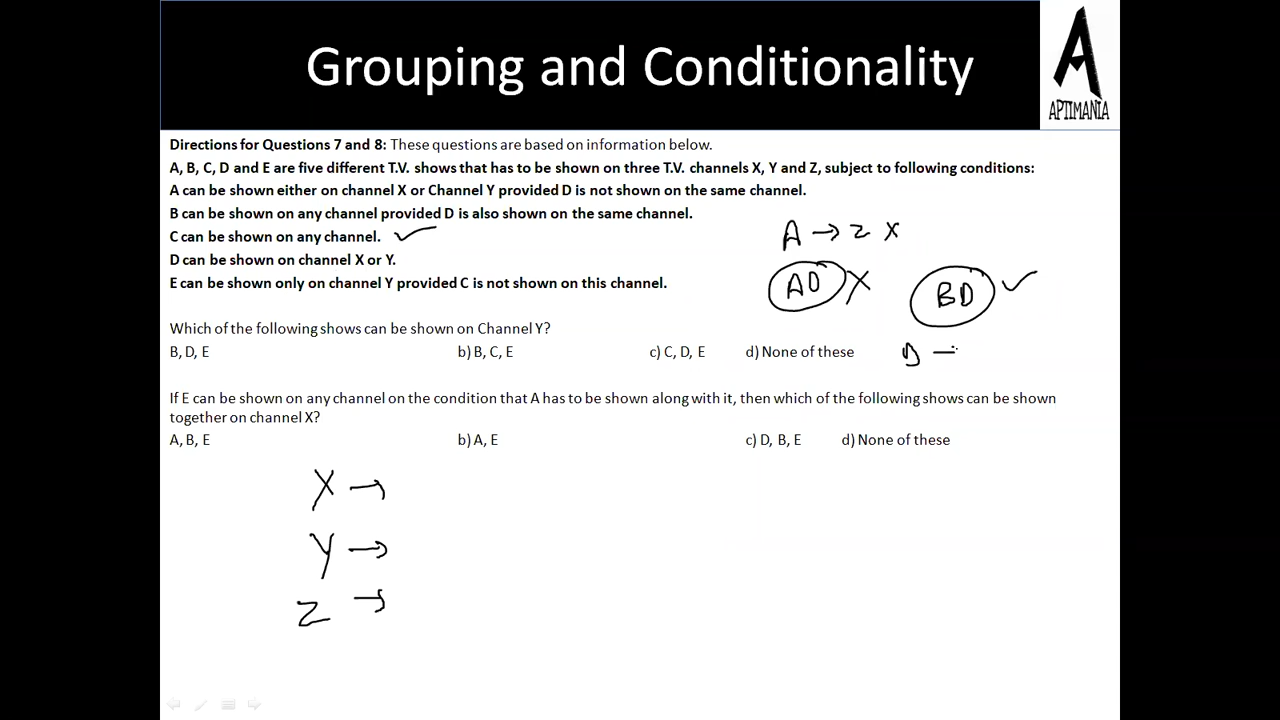 Grouping and Conditionality
APTIMANIA
Directions for Questions 7 and 8: These questions are based on information below.
A, B, C, D and E are five different T.V. shows that has to be shown on three T.V. channels X, Y and Z, subject to following conditions:
A can be shown either on channel X or Channel Y provided D is not shown on the same channel.
B can be shown on any channel provided D is also shown on the same channel.
C can be shown on any channel.
D can be shown on channel X or Y.
E can be shown only on channel Y provided C is not shown on this channel.
A → Z X
AD X BD ✓
Which of the following shows can be shown on Channel Y?
B, D, E b) B, C, E c) C, D, E d) None of these
D –
If E can be shown on any channel on the condition that A has to be shown along with it, then which of the following shows can be shown
together on channel X?
A, B, E b) A, E c) D, B, E d) None of these
X →
Y →
Z →